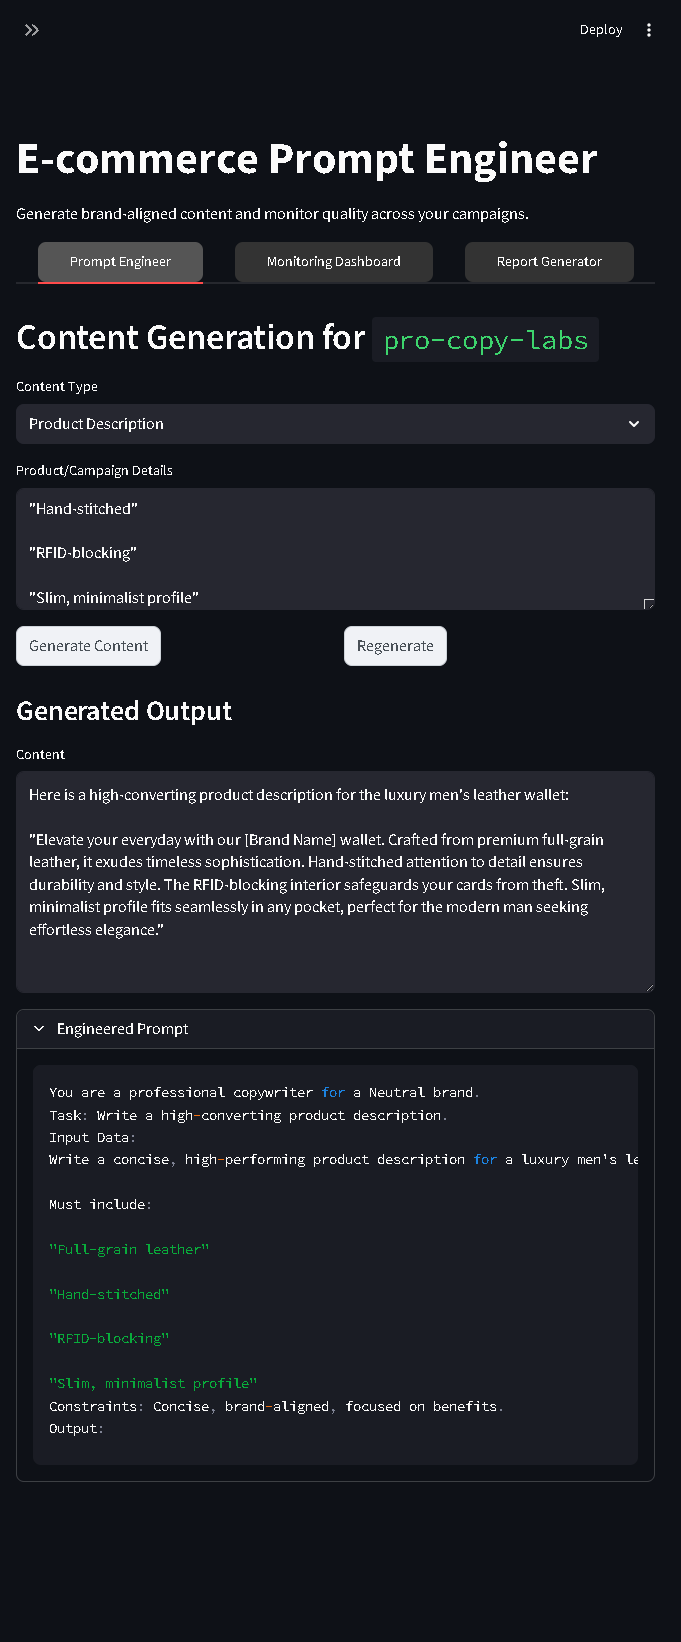 Deploy
E-commerce Prompt Engineer
Generate brand-aligned content and monitor quality across your campaigns.
Prompt Engineer
Monitoring Dashboard
Report Generator
Content Generation for pro-copy-labs
Content Type
Product Description
Product/Campaign Details
"Hand-stitched"
"RFID-blocking"
"Slim, minimalist profile"
Generate Content
Regenerate
Generated Output
Content
Here is a high-converting product description for the luxury men's leather wallet:
"Elevate your everyday with our [Brand Name] wallet. Crafted from premium full-grain
leather, it exudes timeless sophistication. Hand-stitched attention to detail ensures
durability and style. The RFID-blocking interior safeguards your cards from theft. Slim,
minimalist profile fits seamlessly in any pocket, perfect for the modern man seeking
effortless elegance."
Engineered Prompt
You are a professional copywriter for a Neutral brand.
Task: Write a high-converting product description.
Input Data:
Write a concise, high-performing product description for a luxury men's le
Must include:
"Full-grain leather"
"Hand-stitched"
"RFID-blocking"
"Slim, minimalist profile"
Constraints: Concise, brand-aligned, focused on benefits.
Output: